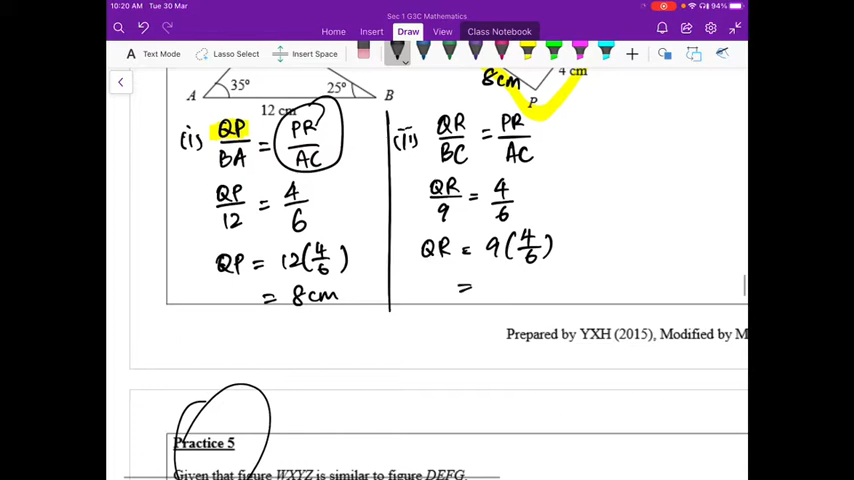 10:20 AM Tue 30 Mar
94%
Sec 1 G3C Mathematics
Home Insert Draw View Class Notebook
A Text Mode Lasso Select Insert Space
A 35° 25° B
12 cm
8cm
4 cm
P
(i) QP/BA = PR/AC
QP/12 = 4/6
QP = 12(4/6)
= 8cm
(ii) QR/BC = PR/AC
QR/9 = 4/6
QR = 9(4/6)
=
Prepared by YXH (2015), Modified by M
Practice 5
Given that figure WXYZ is similar to figure DEFG.